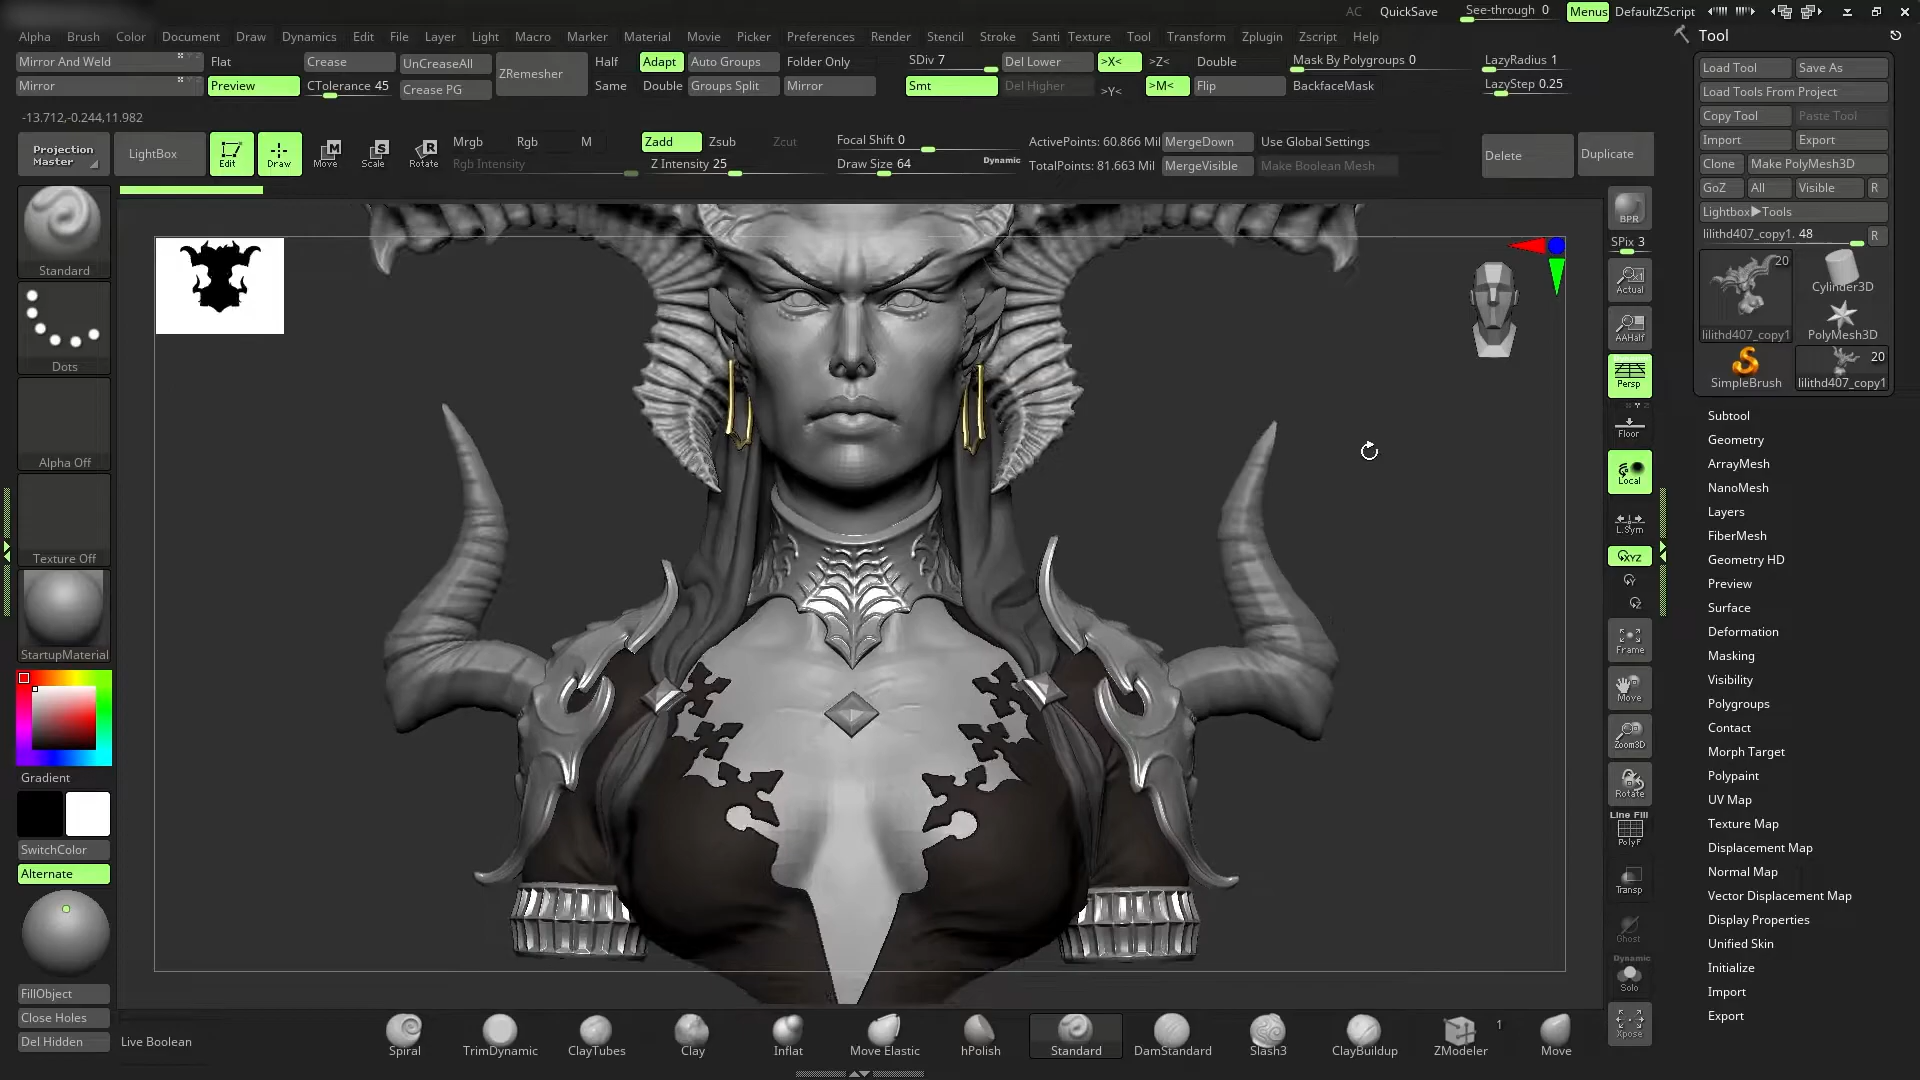 AC QuickSave See-through 0 Menus DefaultZScript
Alpha Brush Color Document Draw Dynamics Edit File Layer Light Macro Marker Material Movie Picker Preferences Render Stencil Stroke Santi Texture Tool Transform Zplugin Zscript Help
Tool
Mirror And Weld Flat Crease UnCreaseAll ZRemesher Half Adapt Auto Groups Folder Only SDiv 7 Del Lower >X< >Z< Double Mask By Polygroups 0 LazyRadius 1
Mirror Preview CTolerance 45 Crease PG Same Double Groups Split Mirror Smt Del Higher >Y< >M< Flip BackfaceMask LazyStep 0.25
-13.712,-0.244,11.982
Projection Master LightBox Edit Draw Move Scale Rotate
Mrgb Rgb M Zadd Zsub Zcut Focal Shift 0 ActivePoints: 60.866 Mil MergeDown Use Global Settings Delete Duplicate
Rgb Intensity Z Intensity 25 Draw Size 64 Dynamic TotalPoints: 81.663 Mil MergeVisible Make Boolean Mesh
Standard
Dots
Alpha Off
Texture Off
StartupMaterial
Gradient
SwitchColor
Alternate
FillObject
Close Holes
Del Hidden
Live Boolean
Spiral TrimDynamic ClayTubes Clay Inflat Move Elastic hPolish Standard DamStandard Slash3 ClayBuildup ZModeler 1 Move
BPR
SPix 3
Actual
AAHalf
Persp
Floor
Local
L.Sym
XYZ
Y
Z
Frame
Move
Zoom3D
Rotate
Line Fill
PolyF
Transp
Ghost
Dynamic
Solo
Xpose
Load Tool Save As
Load Tools From Project
Copy Tool Paste Tool
Import Export
Clone Make PolyMesh3D
GoZ All Visible R
Lightbox▶Tools
lilithd407_copy1. 48 R
20
lilithd407_copy1
Cylinder3D
PolyMesh3D
SimpleBrush
20
lilithd407_copy1
Subtool
Geometry
ArrayMesh
NanoMesh
Layers
FiberMesh
Geometry HD
Preview
Surface
Deformation
Masking
Visibility
Polygroups
Contact
Morph Target
Polypaint
UV Map
Texture Map
Displacement Map
Normal Map
Vector Displacement Map
Display Properties
Unified Skin
Initialize
Import
Export